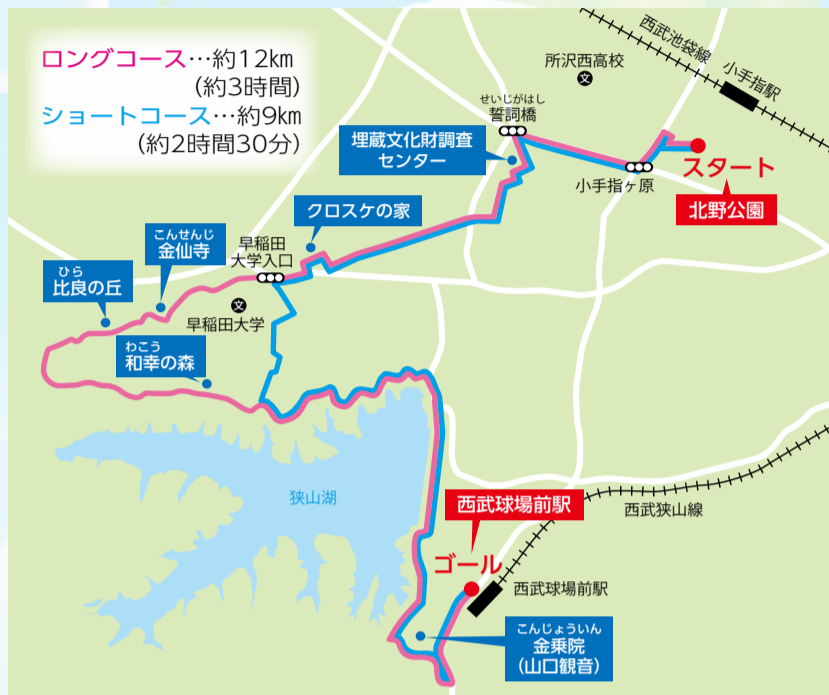 ロングコース…約12km
(約3時間)
ショートコース…約9km
(約2時間30分)
西武池袋線
小手指駅
所沢西高校
文
せいじがはし
誓詞橋
埋蔵文化財調査
センター
スタート
小手指ヶ原
北野公園
クロスケの家
早稲田
大学入口
こんせんじ
金仙寺
ひら
比良の丘
文
早稲田大学
わこう
和幸の森
狭山湖
西武球場前駅
西武狭山線
ゴール
西武球場前駅
こんじょういん
金乗院
(山口観音)